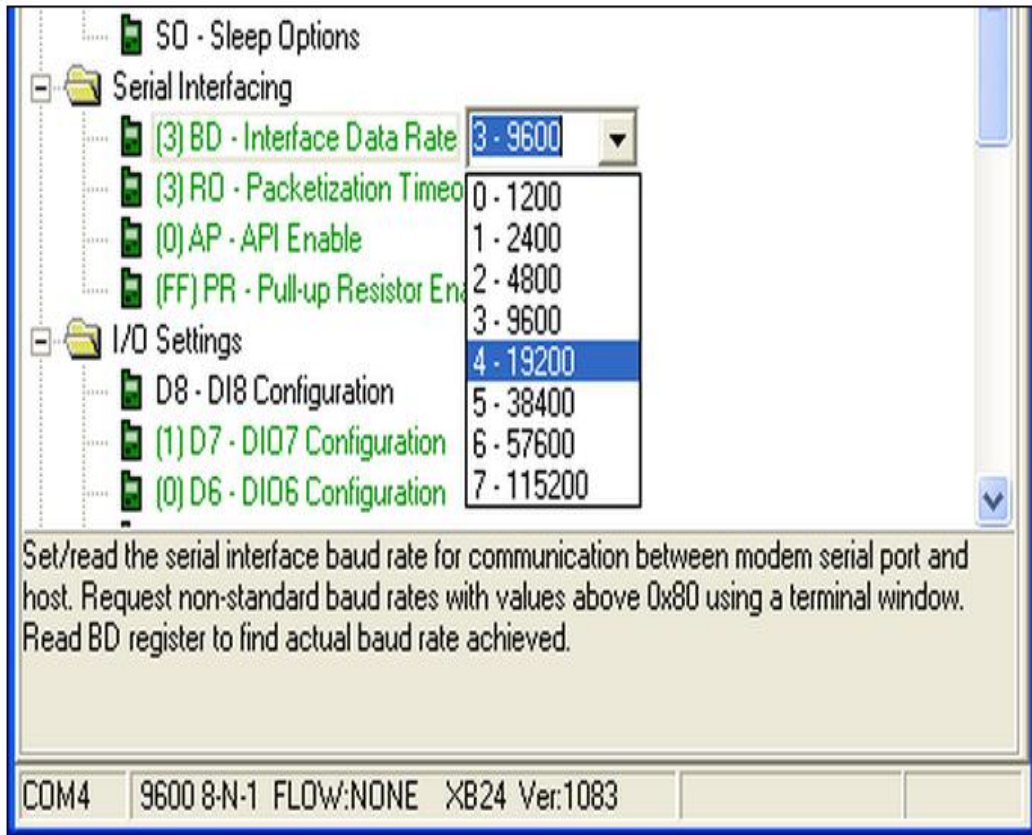 SO - Sleep Options
Serial Interfacing
(3) BD - Interface Data Rate 3 - 9600
(3) RO - Packetization Timeo
0 - 1200
(0) AP - API Enable
1 - 2400
(FF) PR - Pull-up Resistor Ena
2 - 4800
3 - 9600
I/O Settings
4 - 19200
D8 - DI8 Configuration
5 - 38400
(1) D7 - DIO7 Configuration
6 - 57600
(0) D6 - DIO6 Configuration
7 - 115200
Set/read the serial interface baud rate for communication between modem serial port and
host. Request non-standard baud rates with values above 0x80 using a terminal window.
Read BD register to find actual baud rate achieved.
COM4 9600 8-N-1 FLOW:NONE XB24 Ver:1083